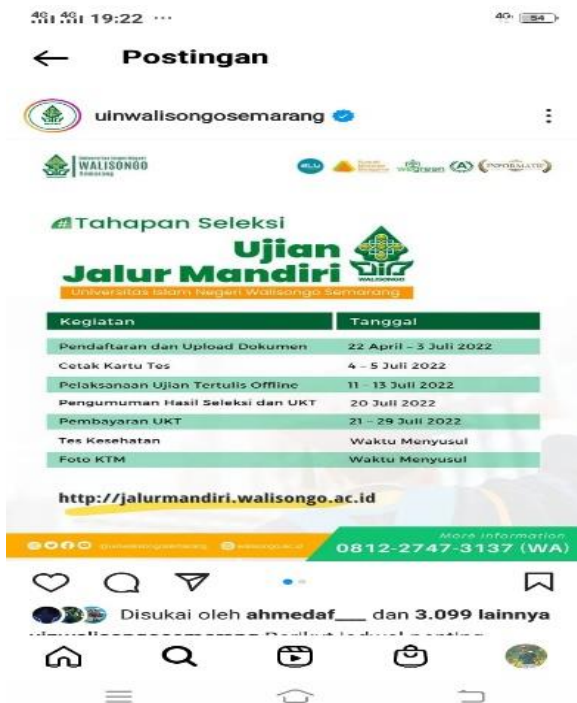 19:22 ...
54
Postingan
uinwalisongosemarang
WALISONGO
Semarang
#Tahapan Seleksi
Ujian
Jalur Mandiri
Universitas Islam Negeri Walisongo Semarang
Kegiatan Tanggal
Pendaftaran dan Upload Dokumen 22 April – 3 Juli 2022
Cetak Kartu Tes 4 – 5 Juli 2022
Pelaksanaan Ujian Tertulis Offline 11 – 13 Juli 2022
Pengumuman Hasil Seleksi dan UKT 20 Juli 2022
Pembayaran UKT 21 – 29 Juli 2022
Tes Kesehatan Waktu Menyusul
Foto KTM Waktu Menyusul
http://jalurmandiri.walisongo.ac.id
More Information
0812-2747-3137 (WA)
Disukai oleh ahmedaf__ dan 3.099 lainnya